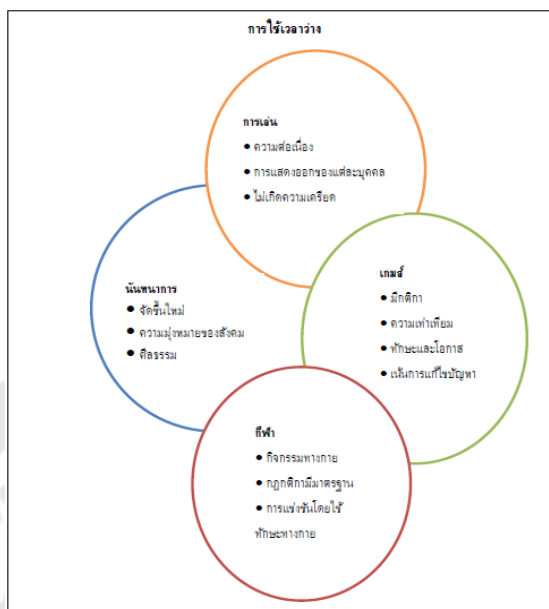 การใช้เวลาว่าง
การเล่น
● ความต่อเนื่อง
● การแสดงออกของแต่ละบุคคล
● ไม่เกิดความเครียด
นันทนาการ
● จัดขึ้นใหม่
● ความมุ่งหมายของสังคม
● ศีลธรรม
เกมส์
● มีกติกา
● ความเท่าเทียม
● ทักษะและโอกาส
● เน้นการแก้ไขปัญหา
กีฬา
● กิจกรรมทางกาย
● กฎกติกามีมาตรฐาน
● การแข่งขันโดยใช้
ทักษะทางกาย